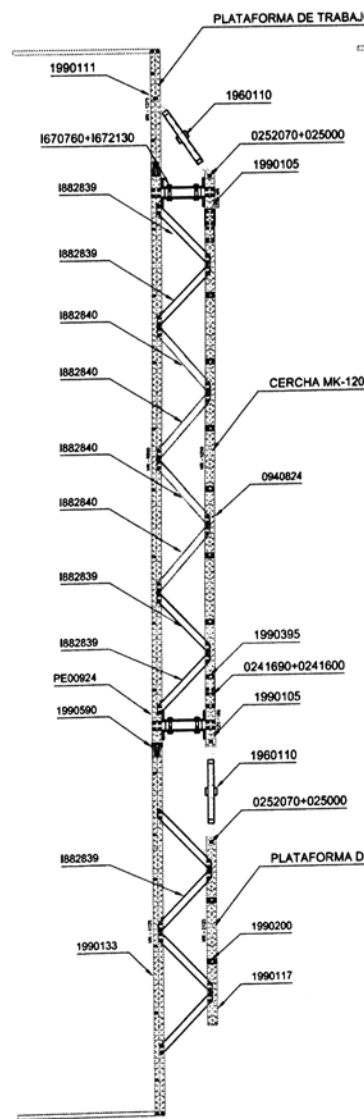 PLATAFORMA DE TRABAJO
1990111
1960110
I670760+I672130
0252070+025000
1990105
I882839
I882839
I882840
I882840
CERCHA MK-120
I882840
0940824
I882840
I882839
1990395
I882839
0241690+0241600
PE00924
1990105
1990590
1960110
0252070+025000
I882839
PLATAFORMA D
1990200
1990133
1990117